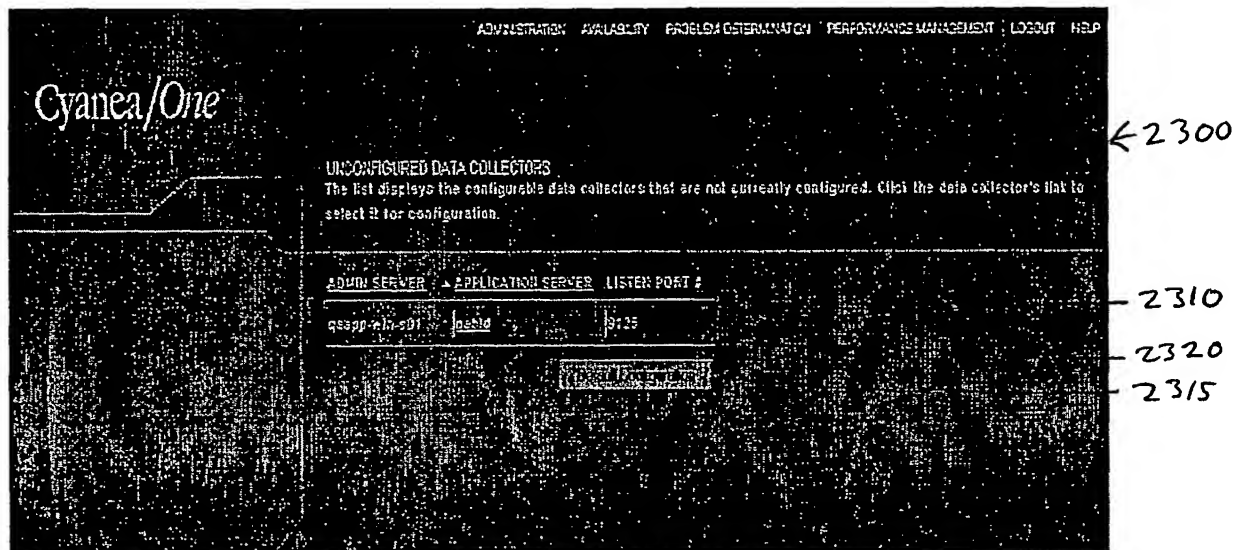 ADMINISTRATION AVAILABILITY PROBLEM DETERMINATION PERFORMANCE MANAGEMENT LOGOUT HELP
Cyanea/One
2300
UNCONFIGURED DATA COLLECTORS
The list displays the configurable data collectors that are not currently configured. Click the data collector's link to
select it for configuration.
ADMIN SERVER APPLICATION SERVER LISTEN PORT #
2310
9125
2320
2315